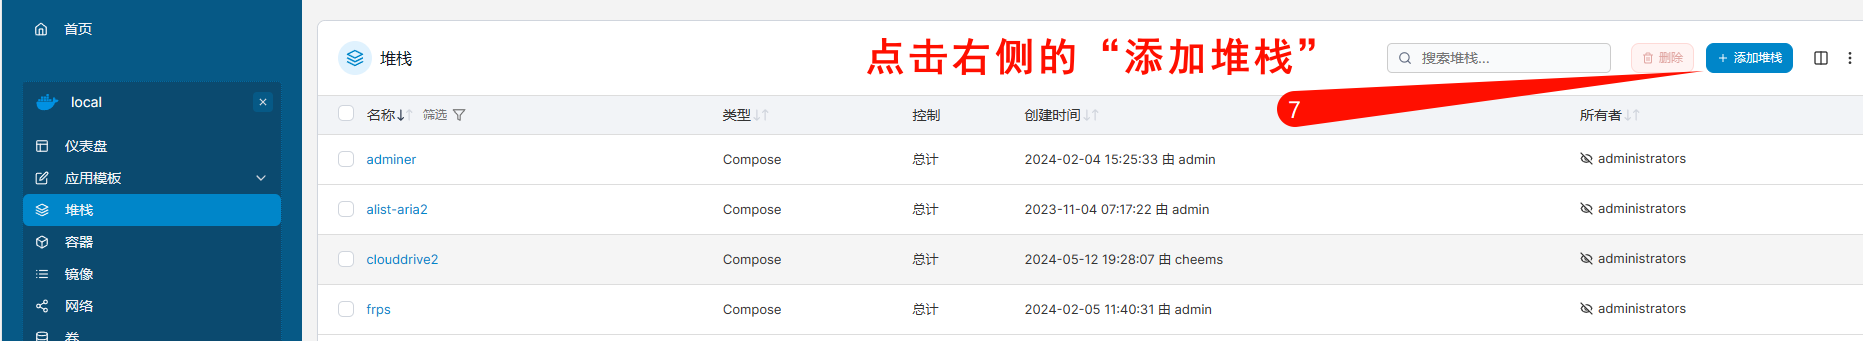 首页
local
仪表盘
应用模板
堆栈
容器
镜像
网络
卷
堆栈
点击右侧的“添加堆栈”
搜索堆栈...
删除
+ 添加堆栈
7
名称 筛选 类型 控制 创建时间 所有者
adminer Compose 总计 2024-02-04 15:25:33 由 admin administrators
alist-aria2 Compose 总计 2023-11-04 07:17:22 由 admin administrators
clouddrive2 Compose 总计 2024-05-12 19:28:07 由 cheems administrators
frps Compose 总计 2024-02-05 11:40:31 由 admin administrators